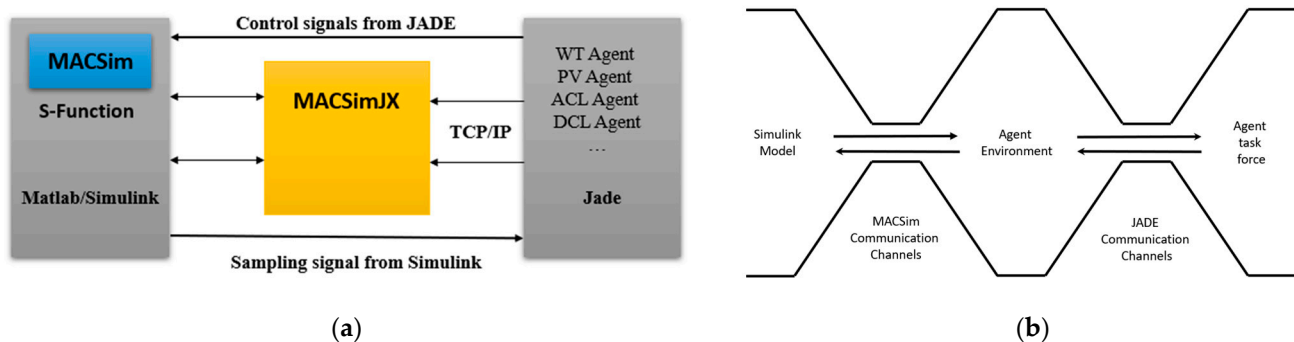 Control signals from JADE
MACSim
S-Function
Matlab/Simulink
MACSimJX
TCP/IP
WT Agent
PV Agent
ACL Agent
DCL Agent
...
Jade
Sampling signal from Simulink
(a)
Simulink
Model
Agent
Environment
Agent
task
force
MACSim
Communication
Channels
JADE
Communication
Channels
(b)